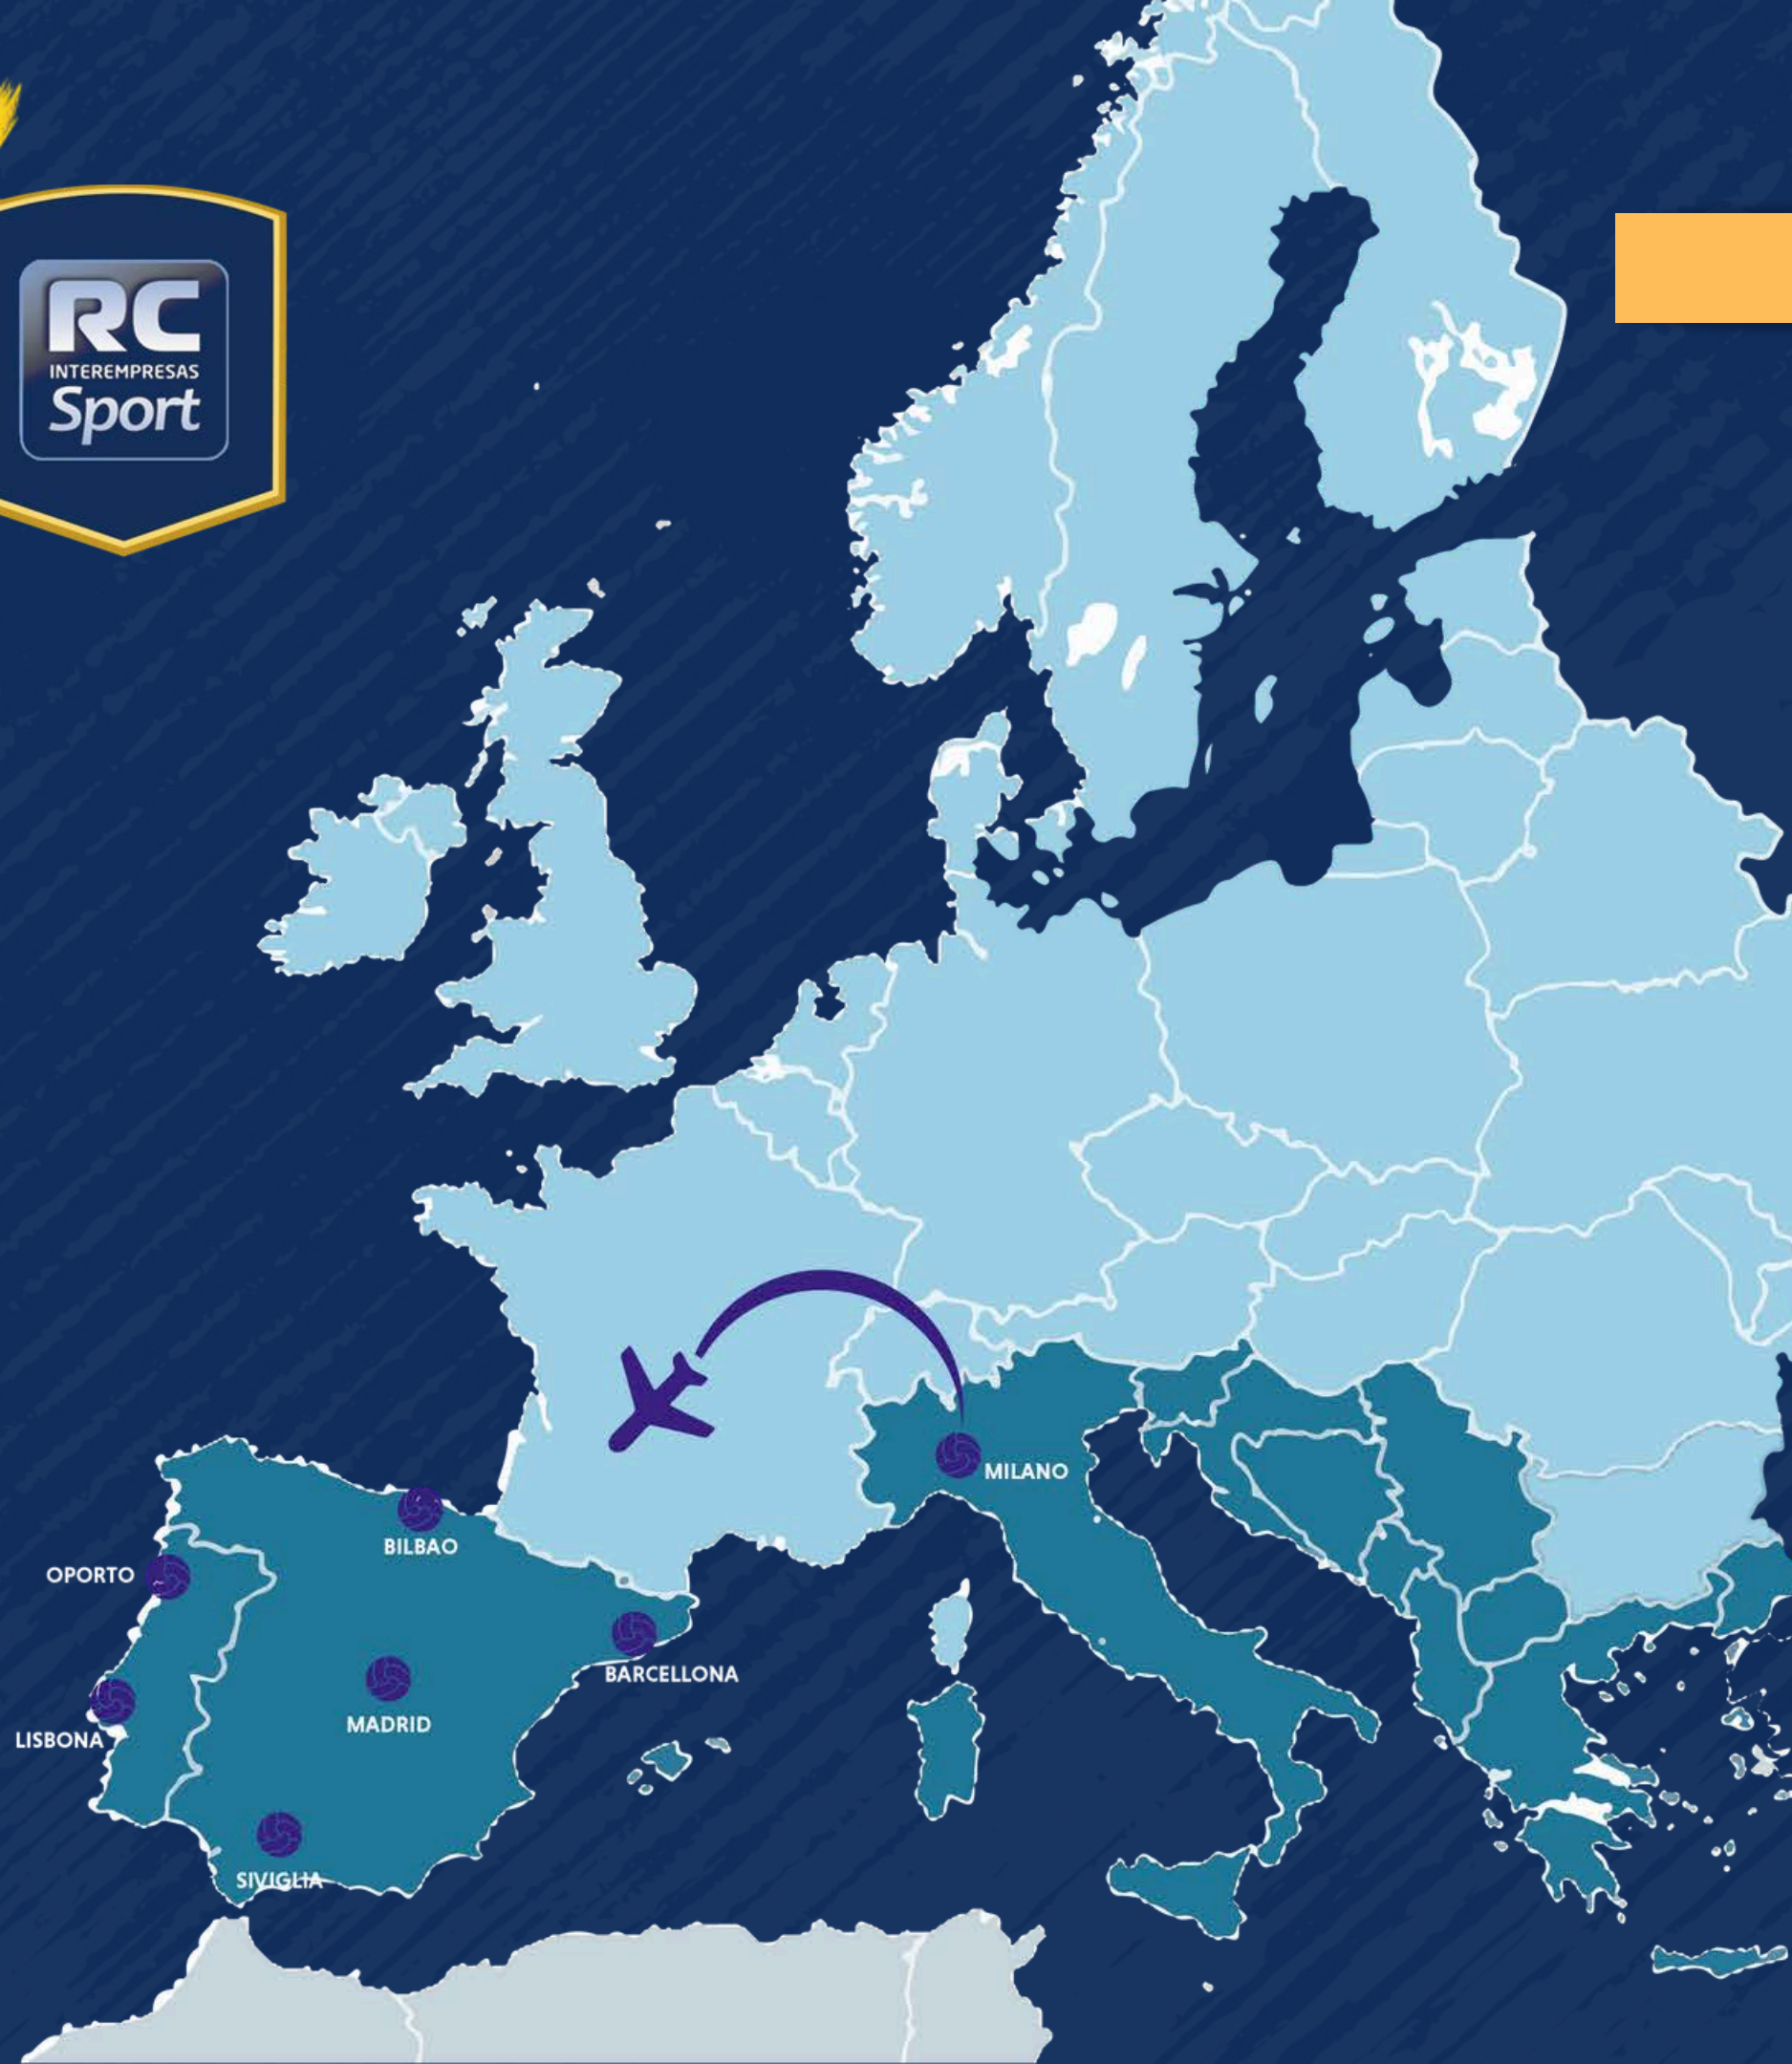 RC
INTEREMPRESAS
Sport
MILANO
BILBAO
OPORTO
BARCELLONA
MADRID
LISBONA
SIVIGLIA